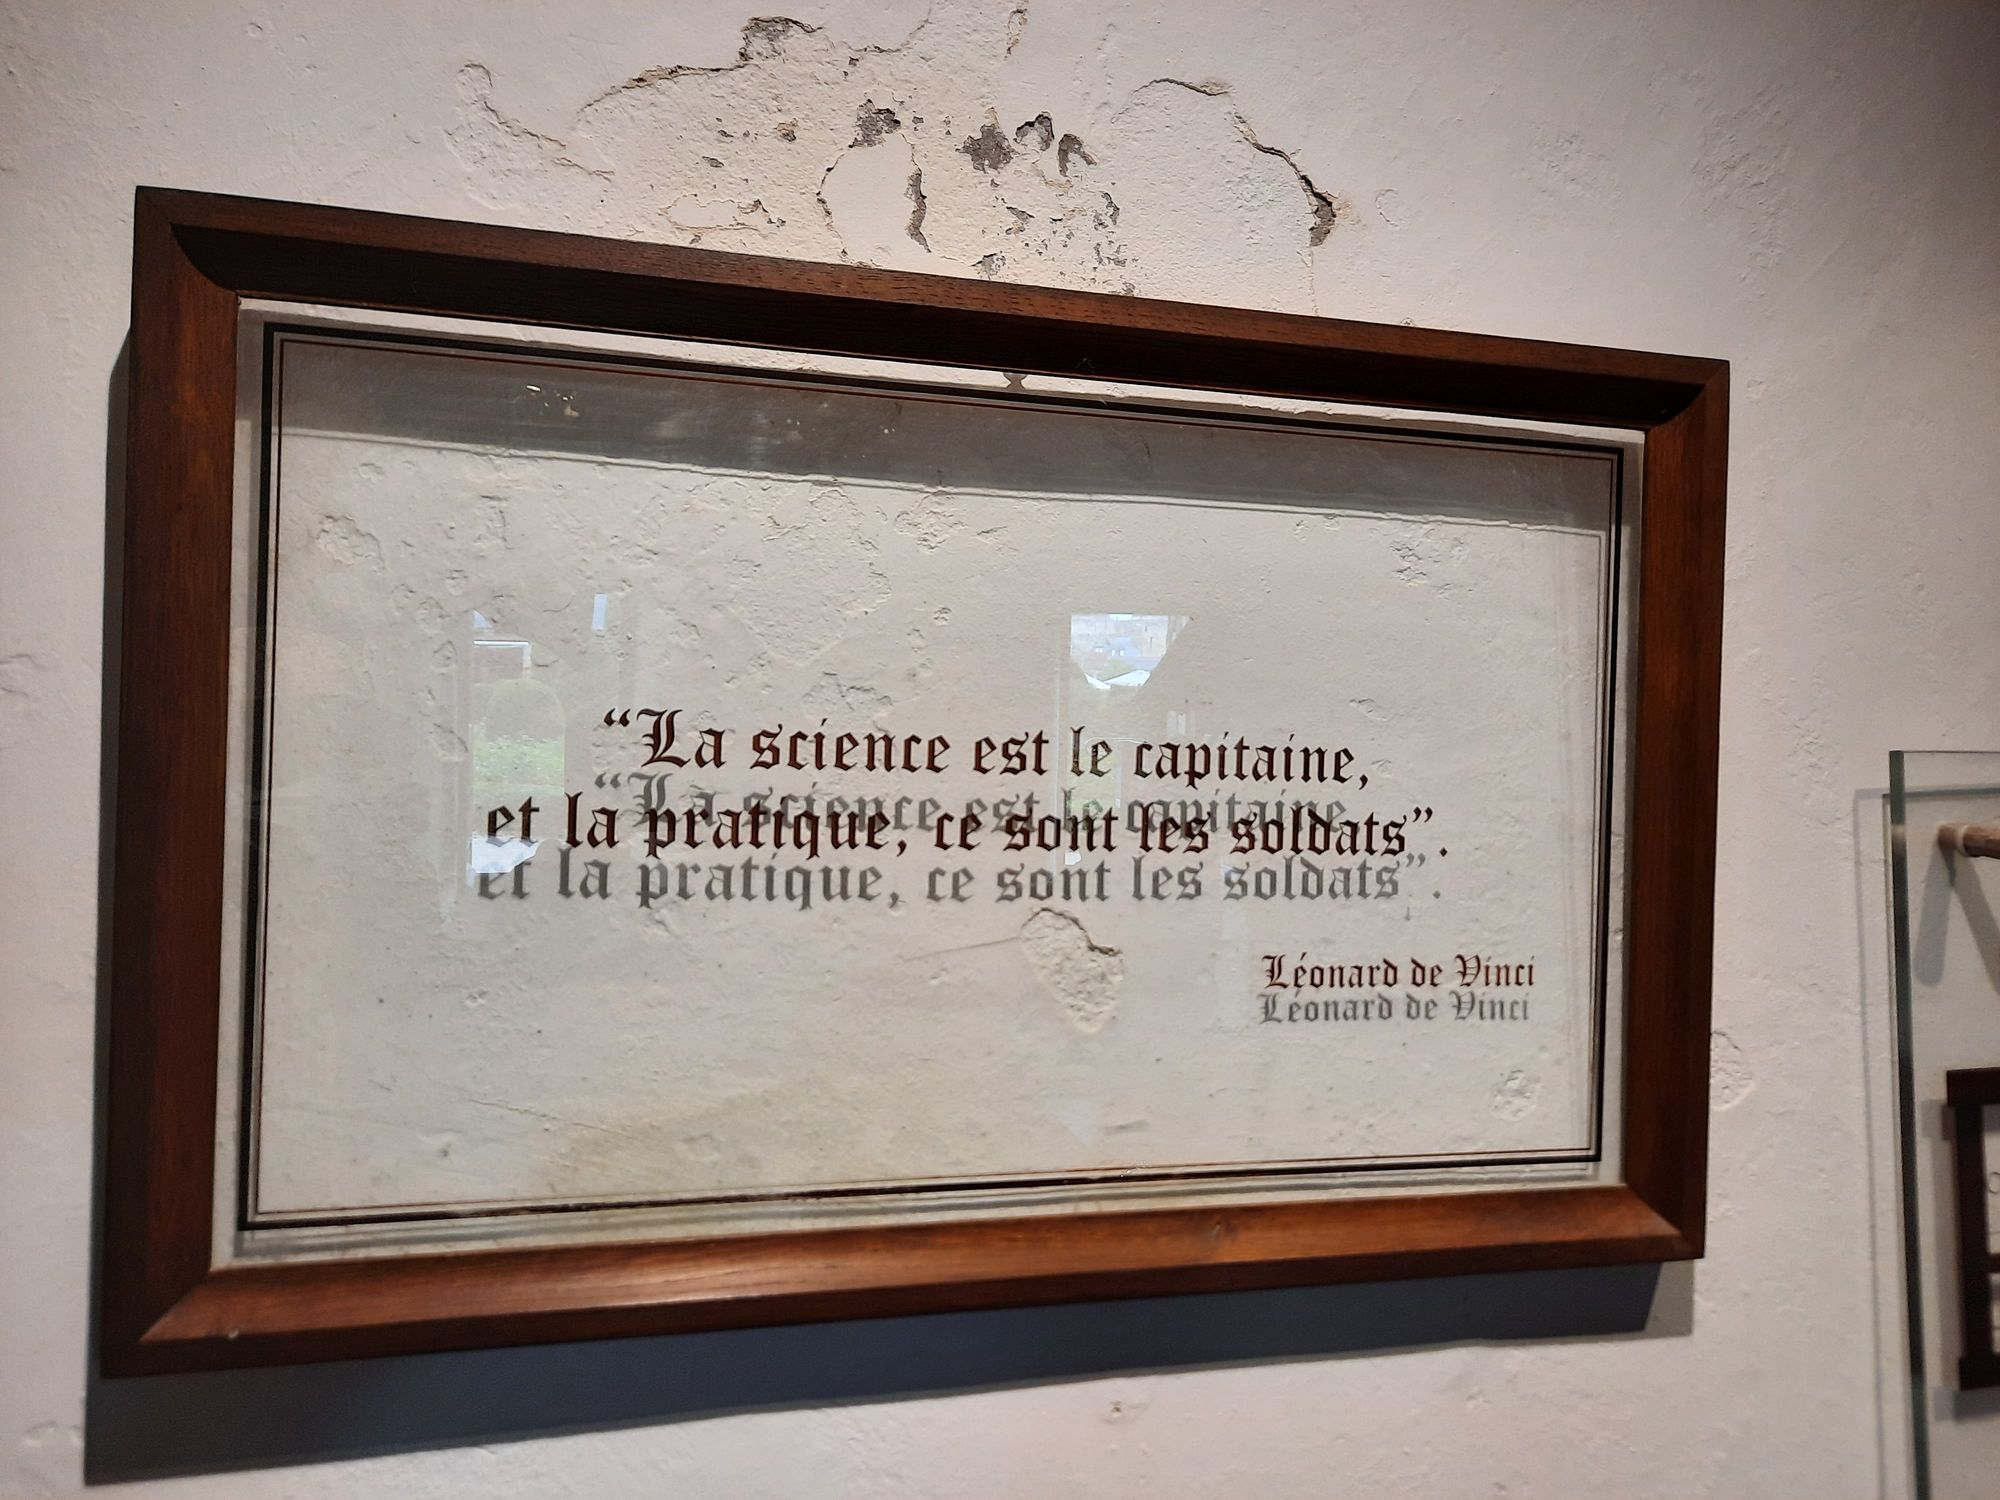 “La science est le capitaine,
et la pratique, ce sont les soldats”.
Léonard de Vinci